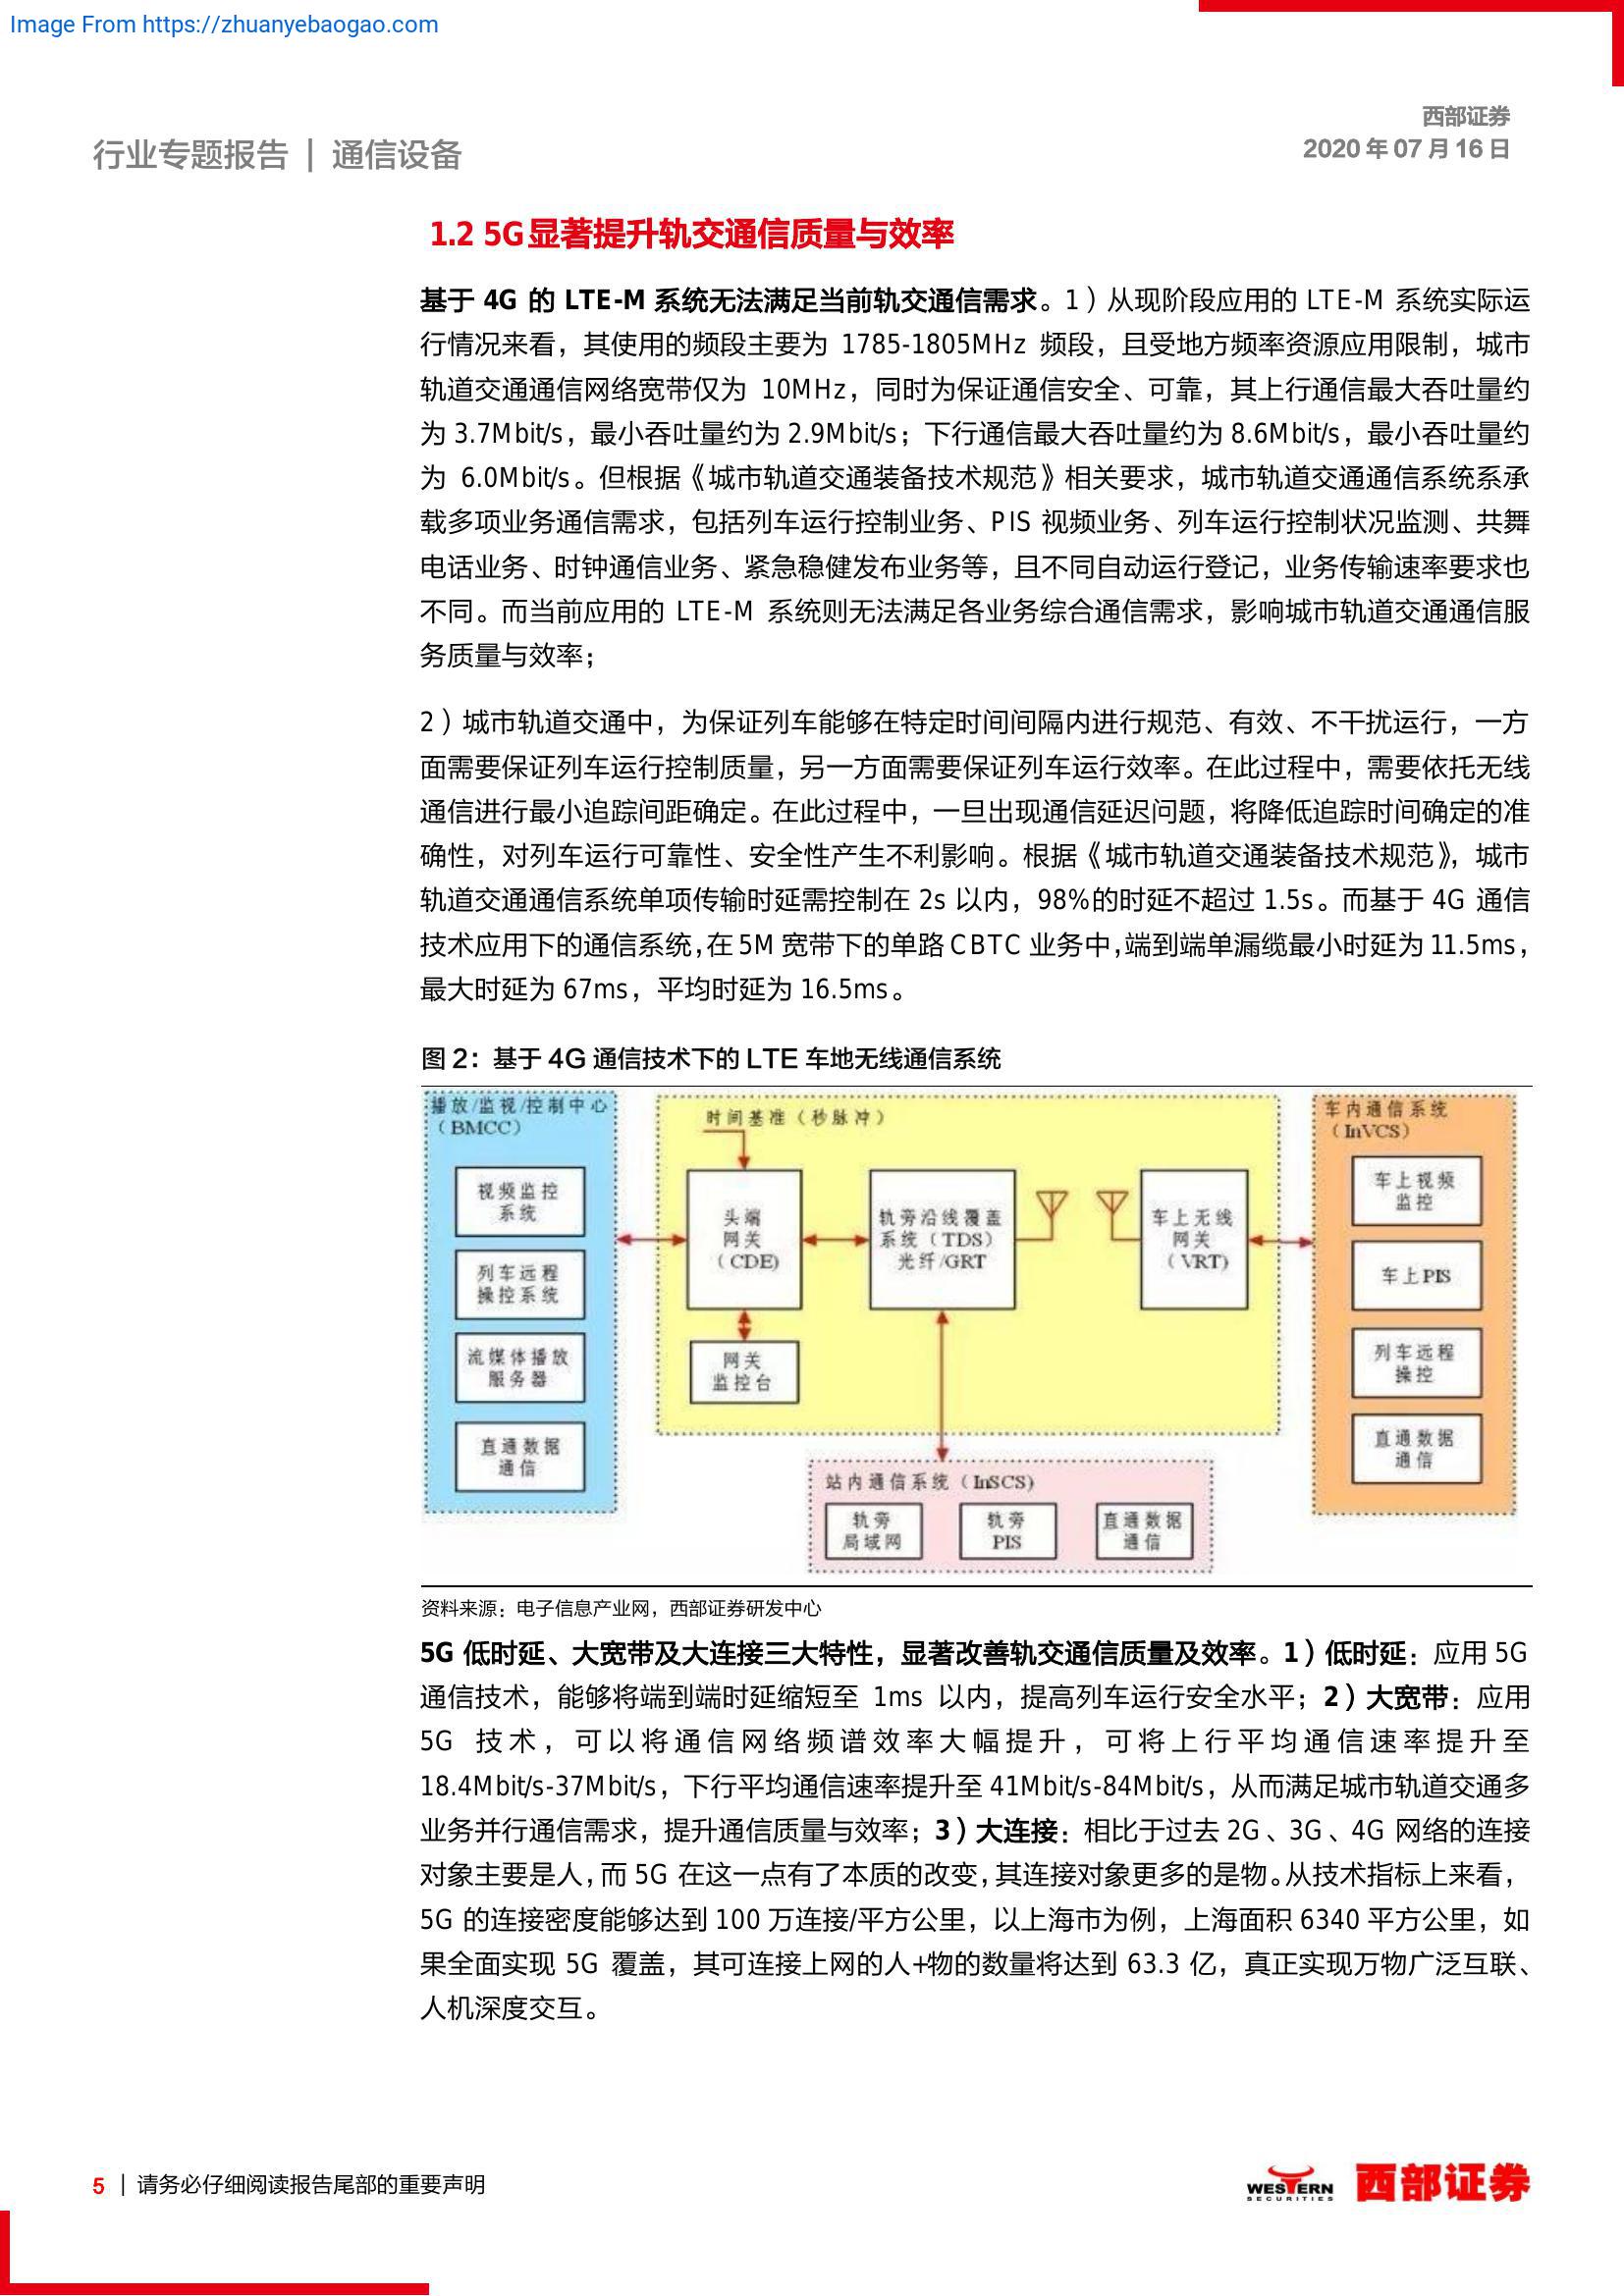 Image From https://zhuanyebaogao.com
西部证券
行业专题报告 | 通信设备
2020 年 07 月 16 日
1.2 5G显著提升轨交通信质量与效率
基于 4G 的 LTE-M 系统无法满足当前轨交通信需求。1）从现阶段应用的 LTE-M 系统实际运
行情况来看，其使用的频段主要为 1785-1805MHz 频段，且受地方频率资源应用限制，城市
轨道交通通信网络宽带仅为 10MHz，同时为保证通信安全、可靠，其上行通信最大吞吐量约
为 3.7Mbit/s，最小吞吐量约为 2.9Mbit/s；下行通信最大吞吐量约为 8.6Mbit/s，最小吞吐量约
为 6.0Mbit/s。但根据《城市轨道交通装备技术规范》相关要求，城市轨道交通通信系统系承
载多项业务通信需求，包括列车运行控制业务、PIS 视频业务、列车运行控制状况监测、共舞
电话业务、时钟通信业务、紧急稳健发布业务等，且不同自动运行登记，业务传输速率要求也
不同。而当前应用的 LTE-M 系统则无法满足各业务综合通信需求，影响城市轨道交通通信服
务质量与效率；
2）城市轨道交通中，为保证列车能够在特定时间间隔内进行规范、有效、不干扰运行，一方
面需要保证列车运行控制质量，另一方面需要保证列车运行效率。在此过程中，需要依托无线
通信进行最小追踪间距确定。在此过程中，一旦出现通信延迟问题，将降低追踪时间确定的准
确性，对列车运行可靠性、安全性产生不利影响。根据《城市轨道交通装备技术规范》，城市
轨道交通通信系统单项传输时延需控制在 2s 以内，98%的时延不超过 1.5s。而基于 4G 通信
技术应用下的通信系统，在 5M 宽带下的单路 CBTC 业务中，端到端单漏缆最小时延为 11.5ms，
最大时延为 67ms，平均时延为 16.5ms。
图 2：基于 4G 通信技术下的 LTE 车地无线通信系统
播放/监视/控制中心
（BMCC）
视频监控
系统
列车远程
操控系统
流媒体播放
服务器
直通数据
通信
时间基准（秒脉冲）
头端
网关
（CDE）
网关
监控台
轨旁沿线覆盖
系统（TDS）
光纤/GRT
车上无线
网关
（VRT）
站内通信系统（InSCS）
轨旁
局域网
轨旁
PIS
直通数据
通信
车内通信系统
（InVCS）
车上视频
监控
车上PIS
列车远程
操控
直通数据
通信
资料来源：电子信息产业网，西部证券研发中心
5G 低时延、大宽带及大连接三大特性，显著改善轨交通信质量及效率。1）低时延：应用 5G
通信技术，能够将端到端时延缩短至 1ms 以内，提高列车运行安全水平；2）大宽带：应用
5G 技术，可以将通信网络频谱效率大幅提升，可将上行平均通信速率提升至
18.4Mbit/s-37Mbit/s，下行平均通信速率提升至 41Mbit/s-84Mbit/s，从而满足城市轨道交通多
业务并行通信需求，提升通信质量与效率；3）大连接：相比于过去 2G、3G、4G 网络的连接
对象主要是人，而 5G 在这一点有了本质的改变，其连接对象更多的是物。从技术指标上来看，
5G 的连接密度能够达到 100 万连接/平方公里，以上海市为例，上海面积 6340 平方公里，如
果全面实现 5G 覆盖，其可连接上网的人+物的数量将达到 63.3 亿，真正实现万物广泛互联、
人机深度交互。
5 | 请务必仔细阅读报告尾部的重要声明
WESTERN
SECURITIES
西部证券